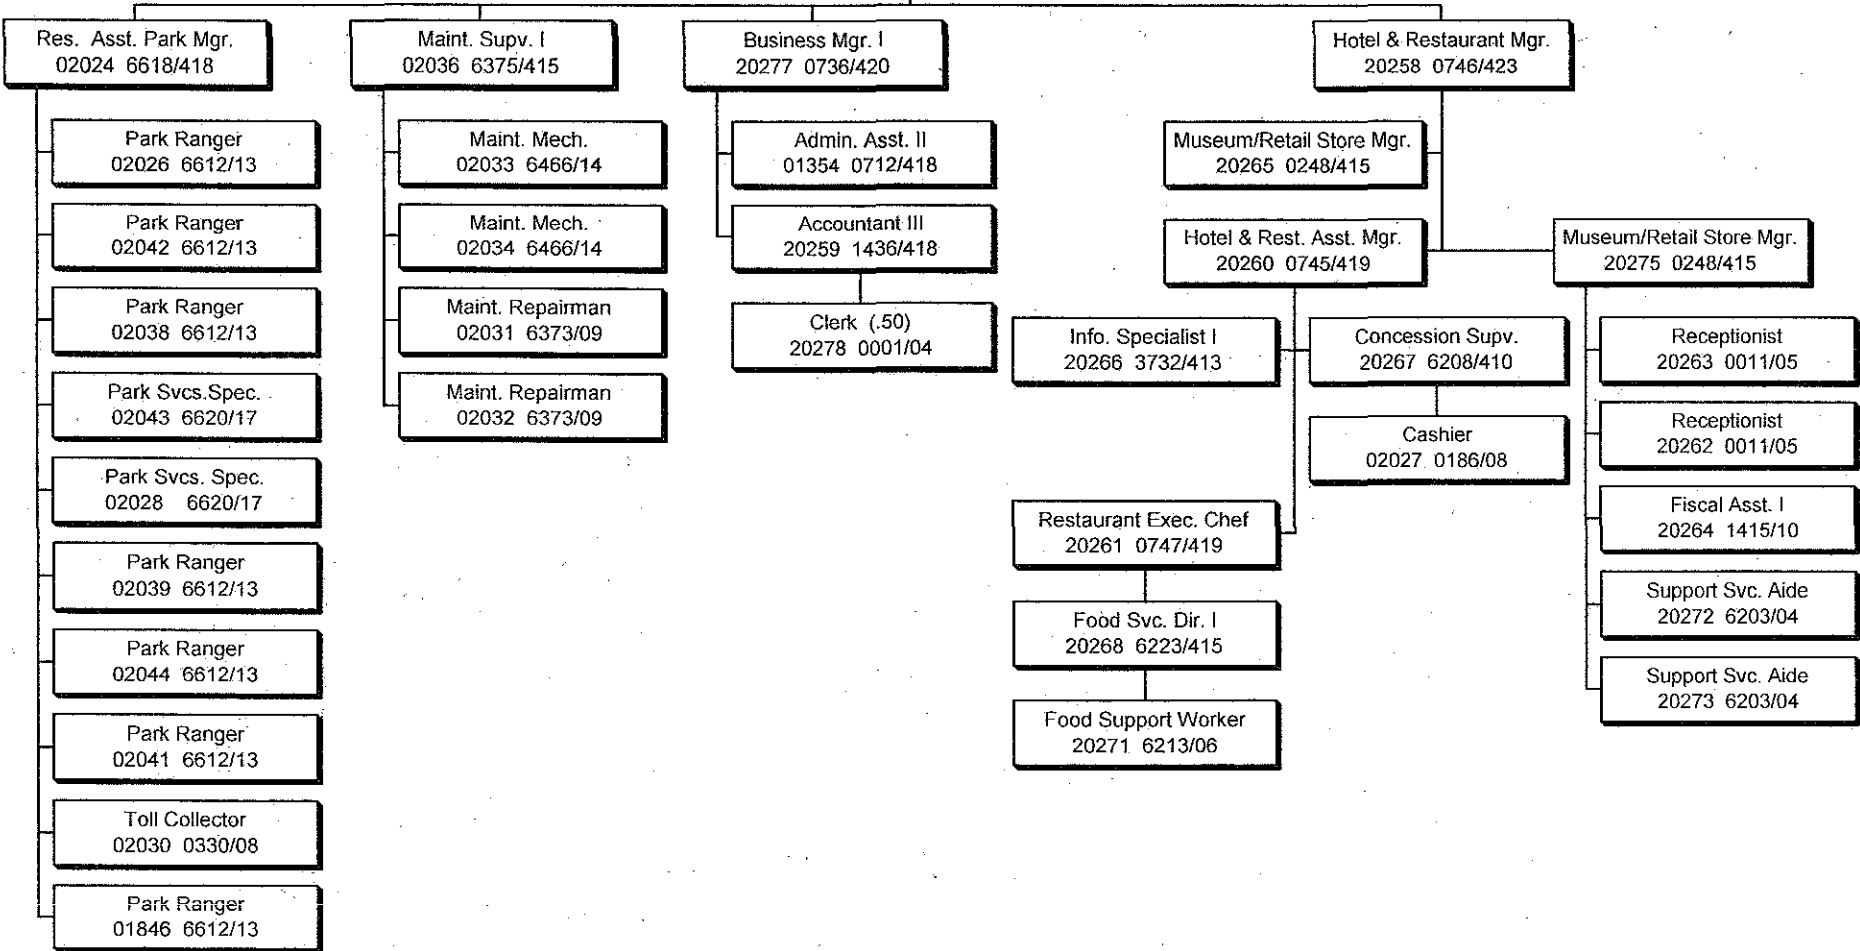 Res. Asst. Park Mgr.
02024 6618/418
Maint. Supv. I
02036 6375/415
Business Mgr. I
20277 0736/420
Hotel & Restaurant Mgr.
20258 0746/423
Park Ranger
02026 6612/13
Park Ranger
02042 6612/13
Park Ranger
02038 6612/13
Park Svcs.Spec.
02043 6620/17
Park Svcs. Spec.
02028 6620/17
Park Ranger
02039 6612/13
Park Ranger
02044 6612/13
Park Ranger
02041 6612/13
Toll Collector
02030 0330/08
Park Ranger
01846 6612/13
Maint. Mech.
02033 6466/14
Maint. Mech.
02034 6466/14
Maint. Repairman
02031 6373/09
Maint. Repairman
02032 6373/09
Admin. Asst. II
01354 0712/418
Accountant III
20259 1436/418
Clerk (.50)
20278 0001/04
Museum/Retail Store Mgr.
20265 0248/415
Hotel & Rest. Asst. Mgr.
20260 0745/419
Info. Specialist I
20266 3732/413
Concession Supv.
20267 6208/410
Cashier
02027 0186/08
Restaurant Exec. Chef
20261 0747/419
Food Svc. Dir. I
20268 6223/415
Food Support Worker
20271 6213/06
Museum/Retail Store Mgr.
20275 0248/415
Receptionist
20263 0011/05
Receptionist
20262 0011/05
Fiscal Asst. I
20264 1415/10
Support Svc. Aide
20272 6203/04
Support Svc. Aide
20273 6203/04